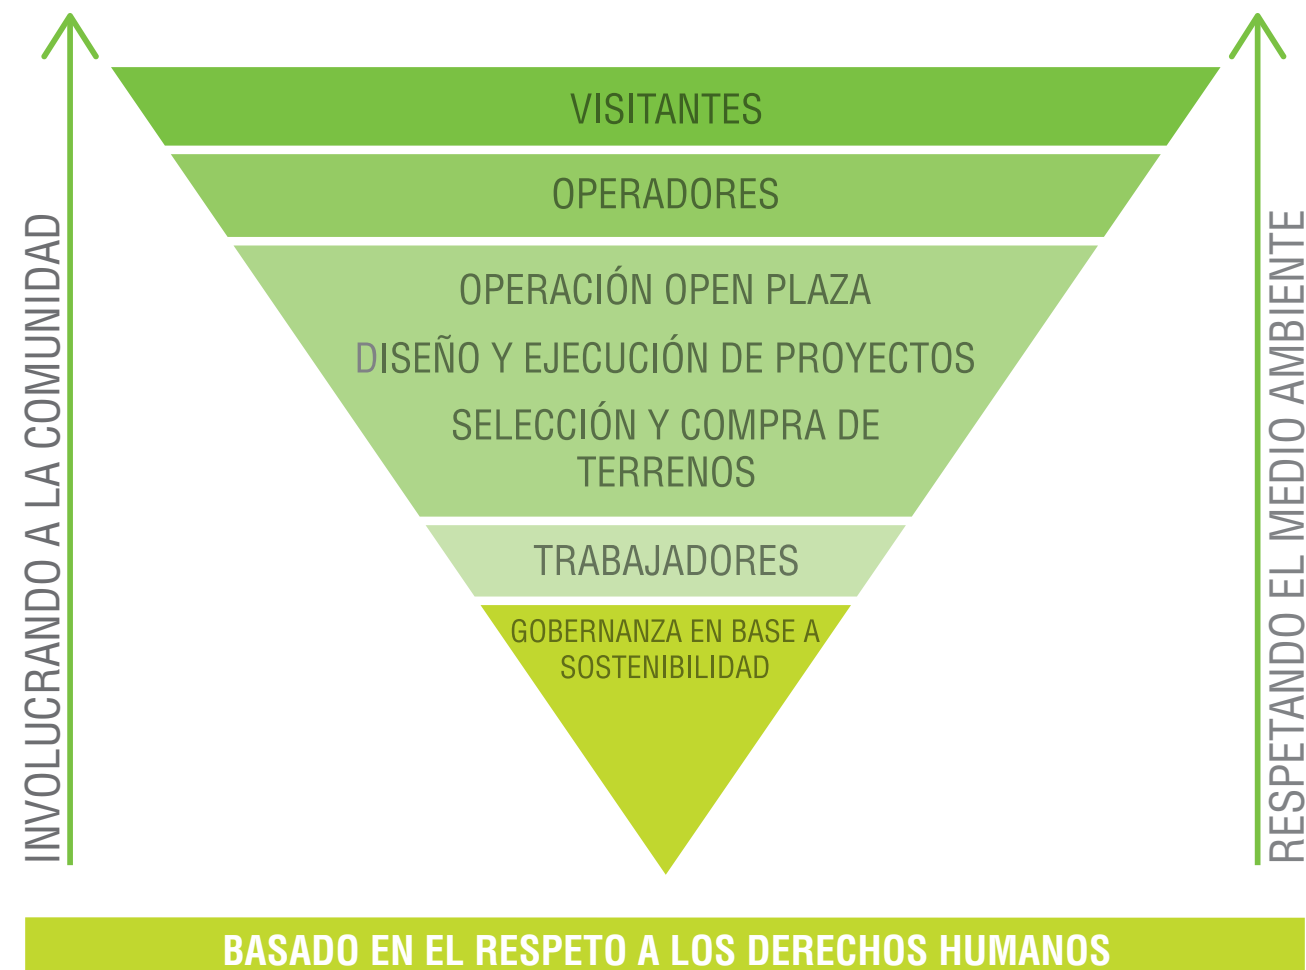 VISITANTES
OPERADORES
OPERACIÓN OPEN PLAZA
DISEÑO Y EJECUCIÓN DE PROYECTOS
SELECCIÓN Y COMPRA DE
TERRENOS
TRABAJADORES
GOBERNANZA EN BASE A
SOSTENIBILIDAD
INVOLUCRANDO A LA COMUNIDAD
RESPETANDO EL MEDIO AMBIENTE
BASADO EN EL RESPETO A LOS DERECHOS HUMANOS